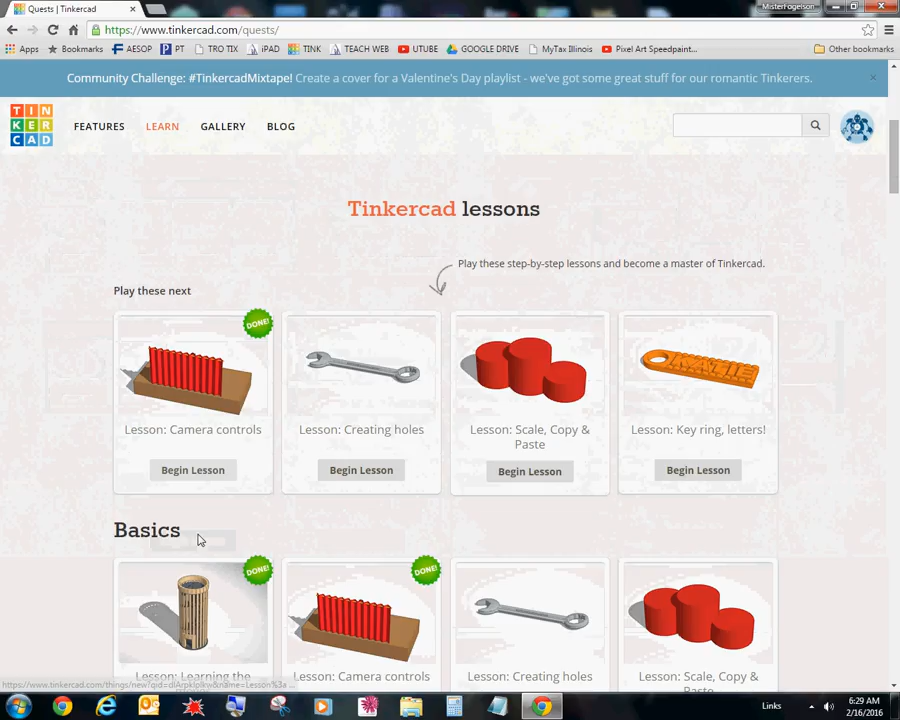 Quests | Tinkercad
MisterFogelson
https://www.tinkercad.com/quests/
Apps
Bookmarks
AESOP
PT
TRO TIX
iPAD
TINK
TEACH WEB
UTUBE
GOOGLE DRIVE
MyTax Illinois
Pixel Art Speedpaint...
Other bookmarks
Community Challenge: #TinkercadMixtape! Create a cover for a Valentine's Day playlist - we've got some great stuff for our romantic Tinkerers.
TIN
KER
CAD
FEATURES
LEARN
GALLERY
BLOG
Tinkercad lessons
Play these step-by-step lessons and become a master of Tinkercad.
Play these next
DONE!
KATIE
Lesson: Camera controls
Lesson: Creating holes
Lesson: Scale, Copy &
Paste
Lesson: Key ring, letters!
Begin Lesson
Begin Lesson
Begin Lesson
Begin Lesson
Basics
DONE!
DONE!
Lesson: Learning the
Lesson: Camera controls
Lesson: Creating holes
Lesson: Scale, Copy &
Paste
Links
6:29 AM
2/16/2016